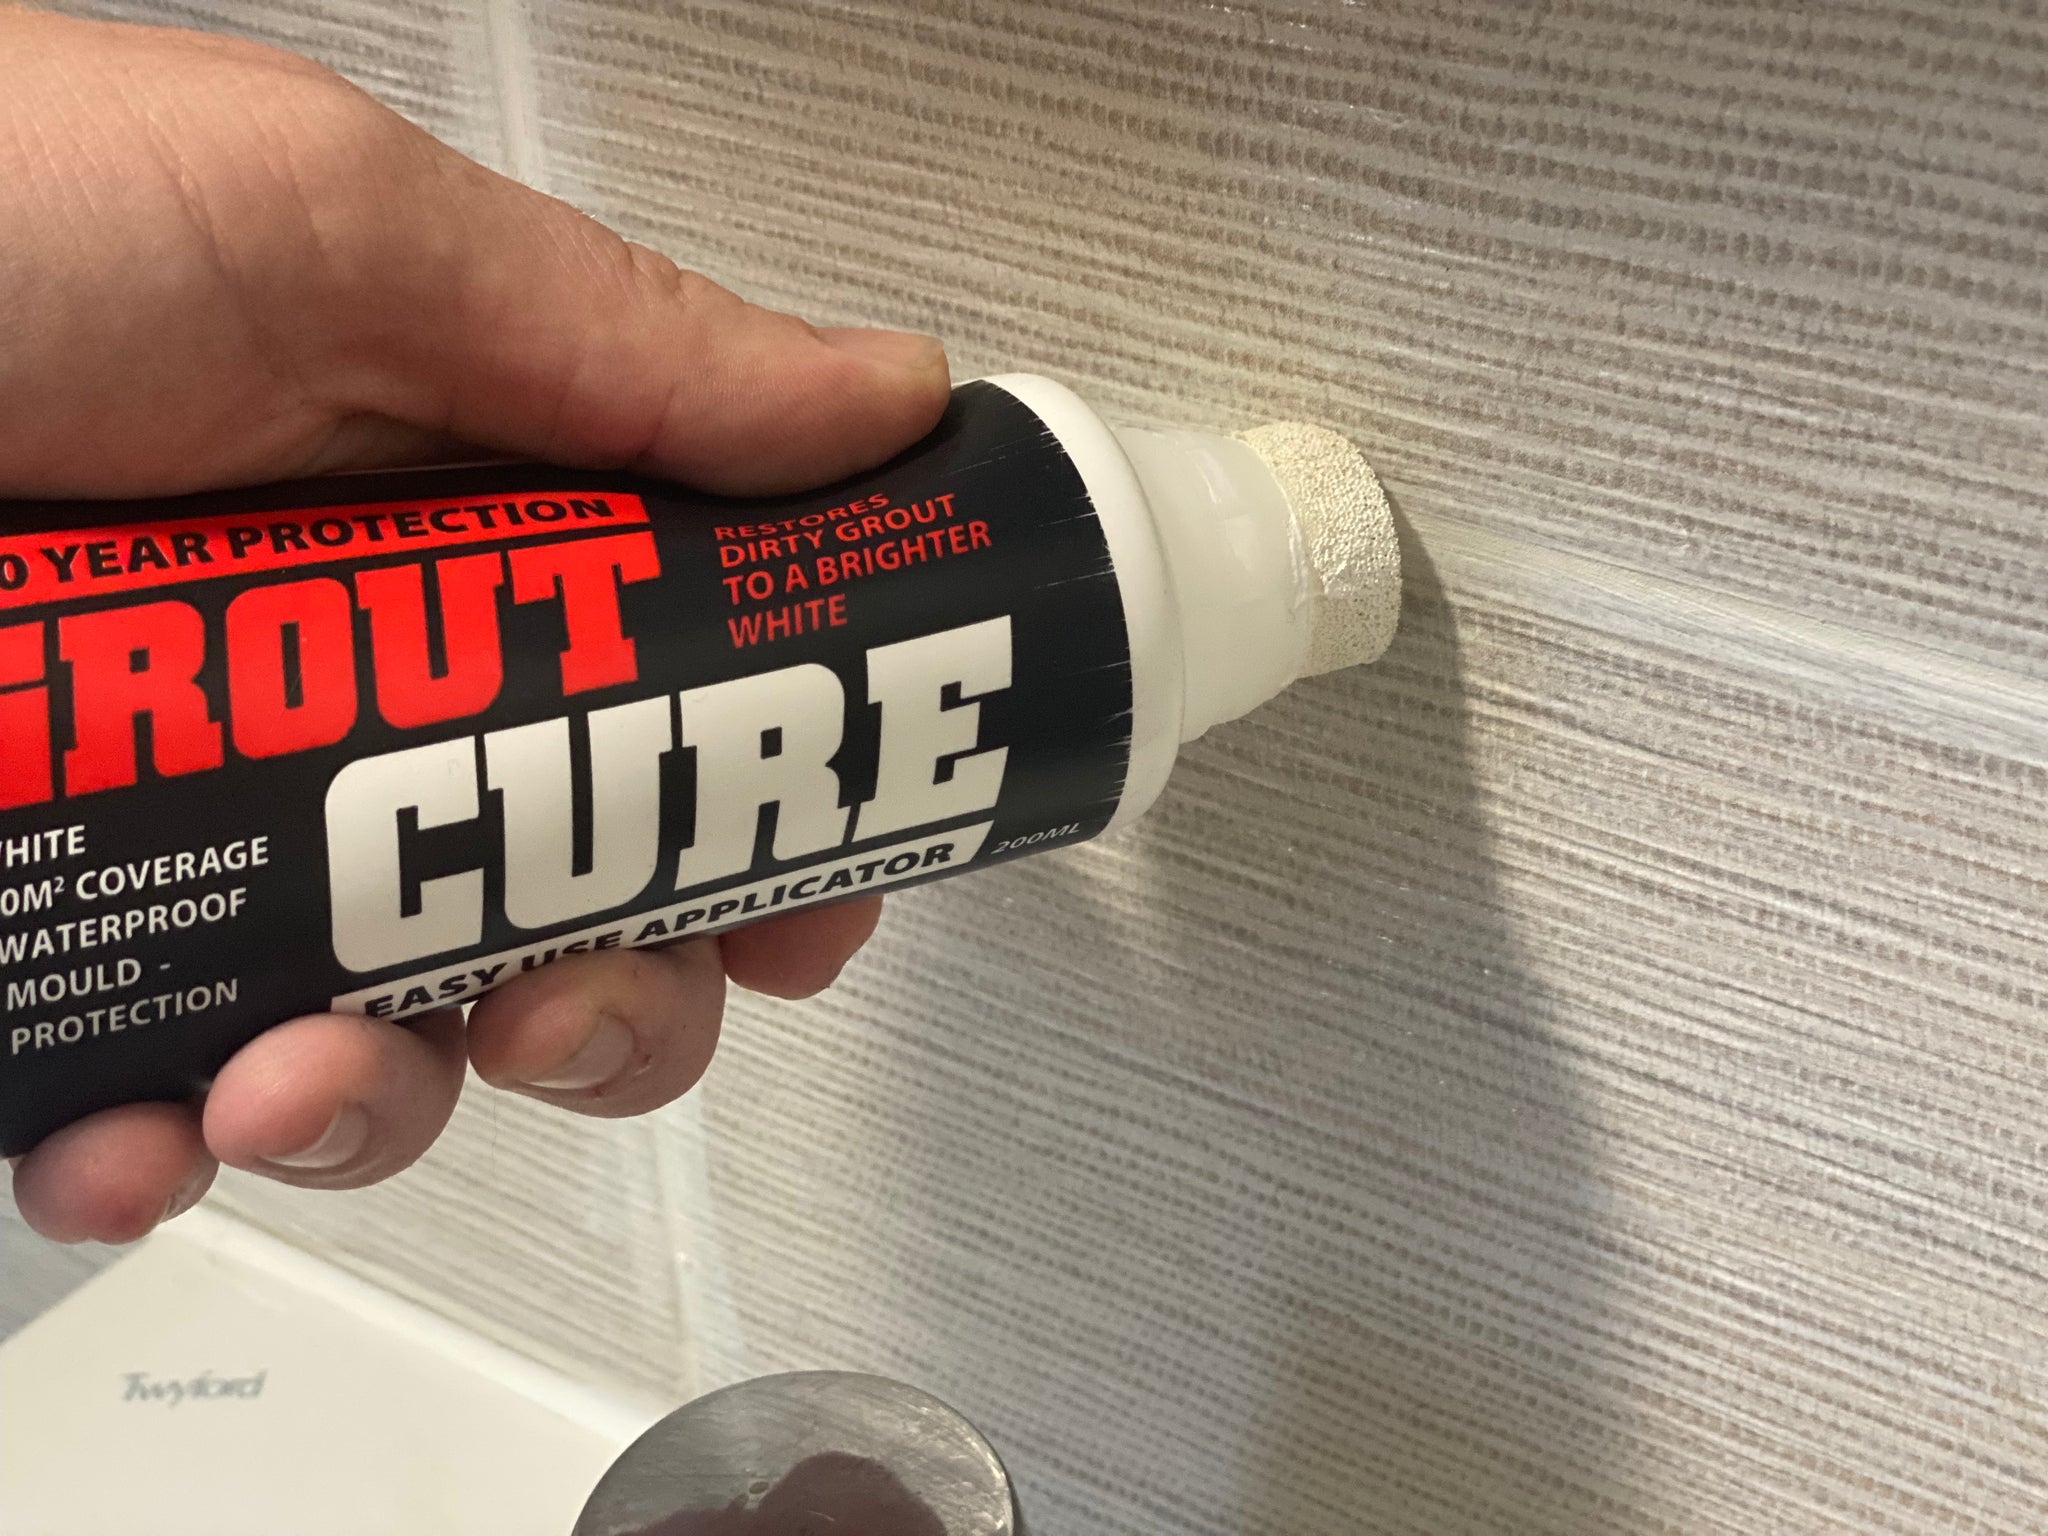 0 YEAR PROTECTION
GROUT
CURE
RESTORES
DIRTY GROUT
TO A BRIGHTER
WHITE
WHITE
0M² COVERAGE
WATERPROOF
MOULD -
PROTECTION
EASY USE APPLICATOR
200ML
Twyford